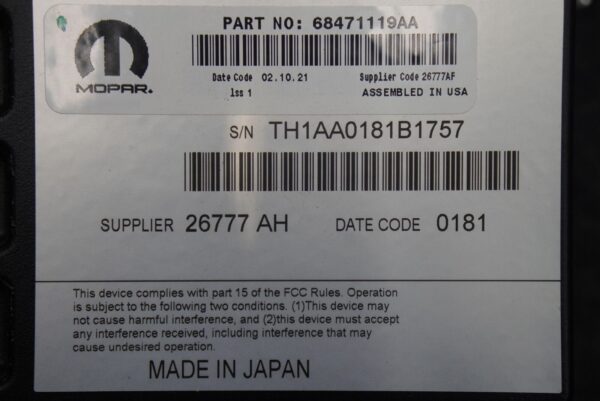 PART NO: 68471119AA
MOPAR.
Date Code 02.10.21 Supplier Code 26777AF
lss 1 ASSEMBLED IN USA
S/N TH1AA0181B1757
SUPPLIER 26777 AH DATE CODE 0181
This device complies with part 15 of the FCC Rules. Operation
is subject to the following two conditions. (1)This device may
not cause harmful interference, and (2)this device must accept
any interference received, including interference that may
cause undesired operation.
MADE IN JAPAN